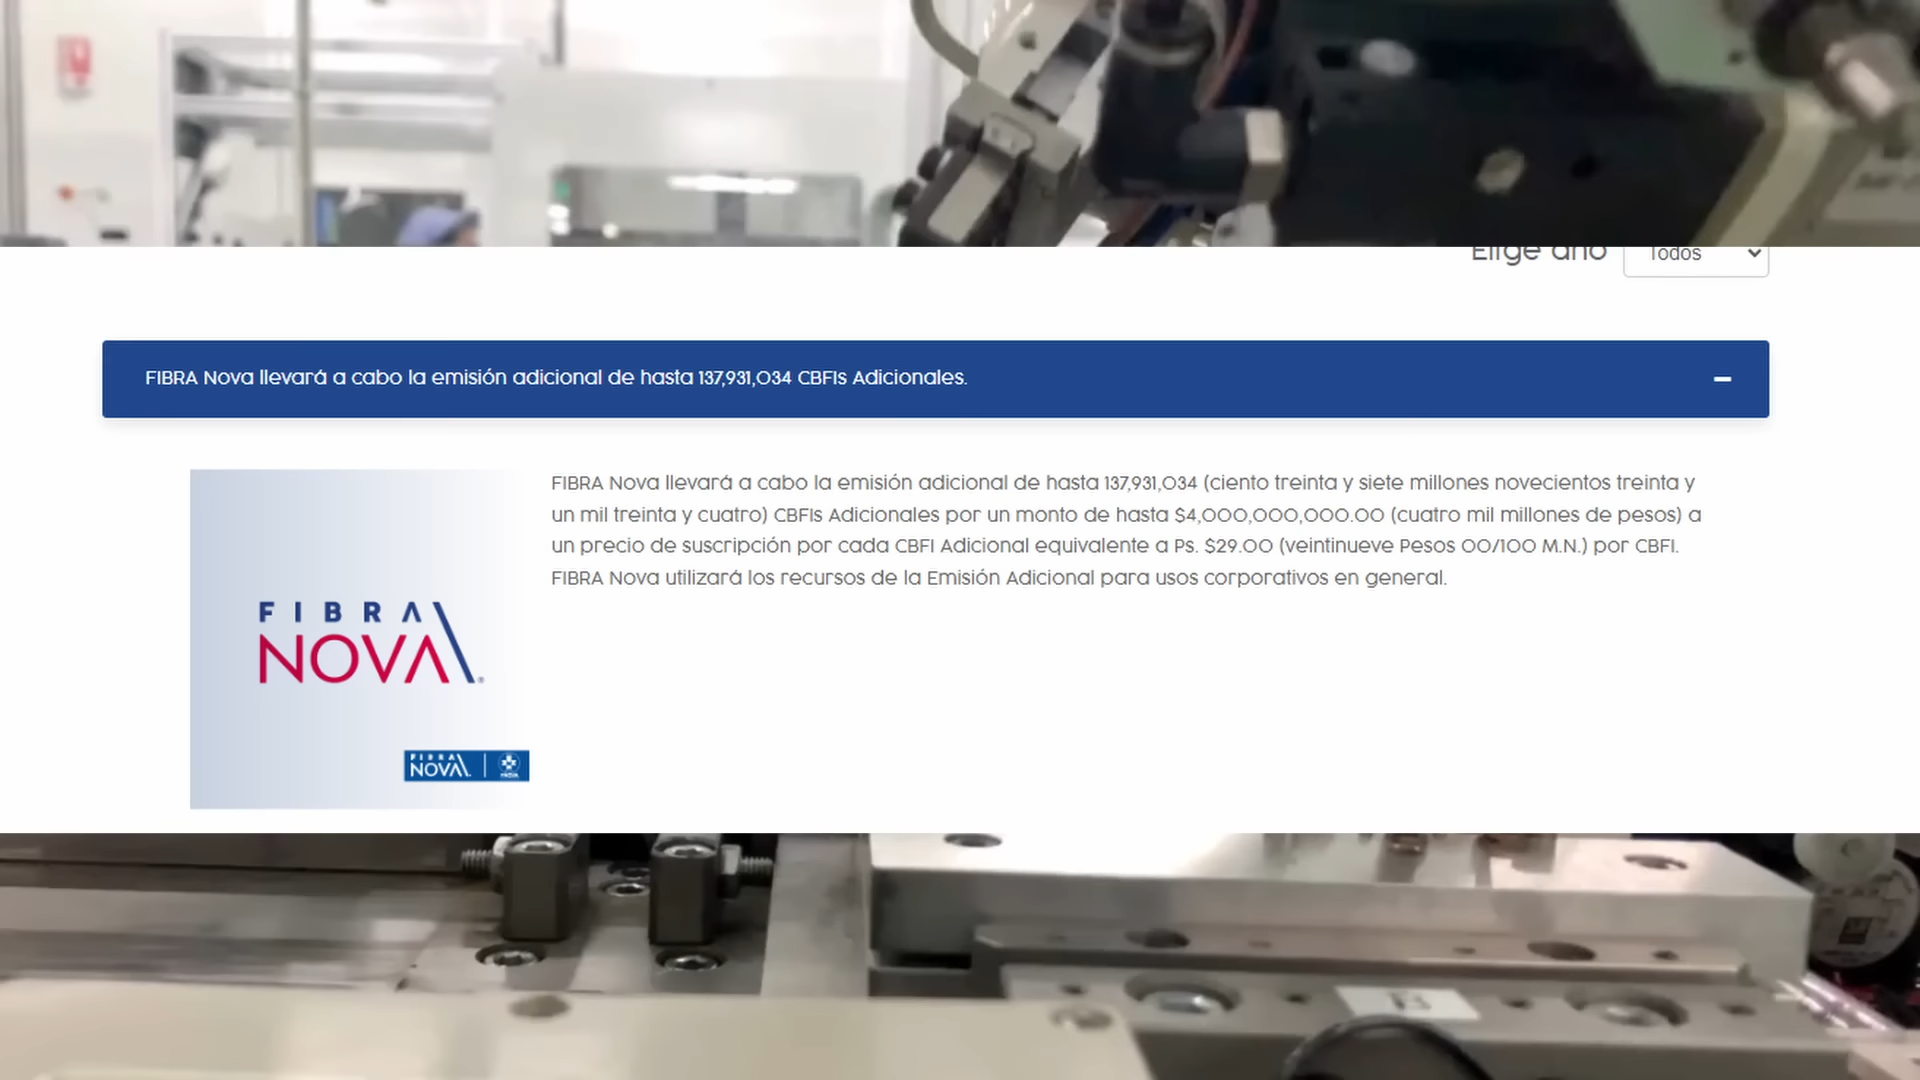 Elige año Todos
FIBRA Nova llevará a cabo la emisión adicional de hasta 137,931,034 CBFIs Adicionales.
FIBRA Nova llevará a cabo la emisión adicional de hasta 137,931,034 (ciento treinta y siete millones novecientos treinta y
un mil treinta y cuatro) CBFIs Adicionales por un monto de hasta $4,000,000,000.00 (cuatro mil millones de pesos) a
un precio de suscripción por cada CBFI Adicional equivalente a Ps. $29.00 (veintinueve Pesos 00/100 M.N.) por CBFI.
FIBRA Nova utilizará los recursos de la Emisión Adicional para usos corporativos en general.
FIBRA
NOVA
FIBRA
NOVA